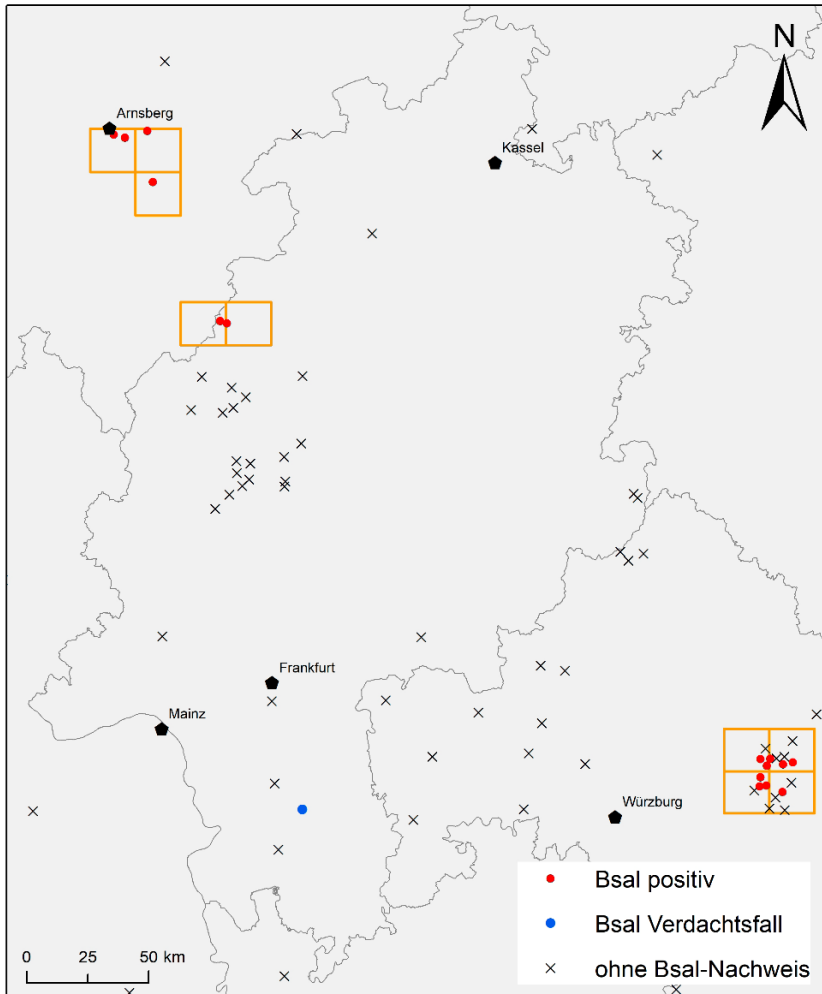 N
Arnsberg
Kassel
Frankfurt
Mainz
Würzburg
Bsal positiv
Bsal Verdachtsfall
ohne Bsal-Nachweis
0 25 50 km